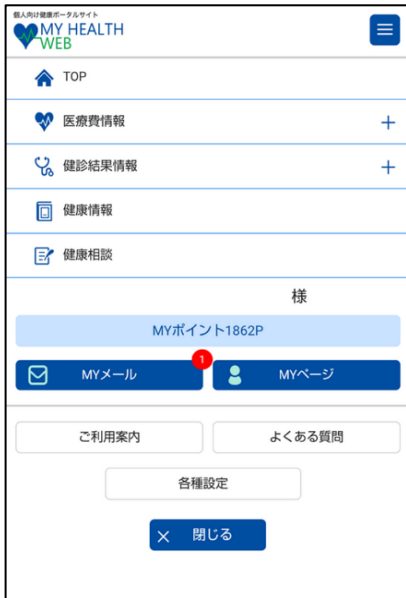 個人向け健康ポータルサイト
MY HEALTH
WEB
TOP
医療費情報
健診結果情報
健康情報
健康相談
様
MYポイント1862P
1
MYメール
MYページ
ご利用案内
よくある質問
各種設定
× 閉じる